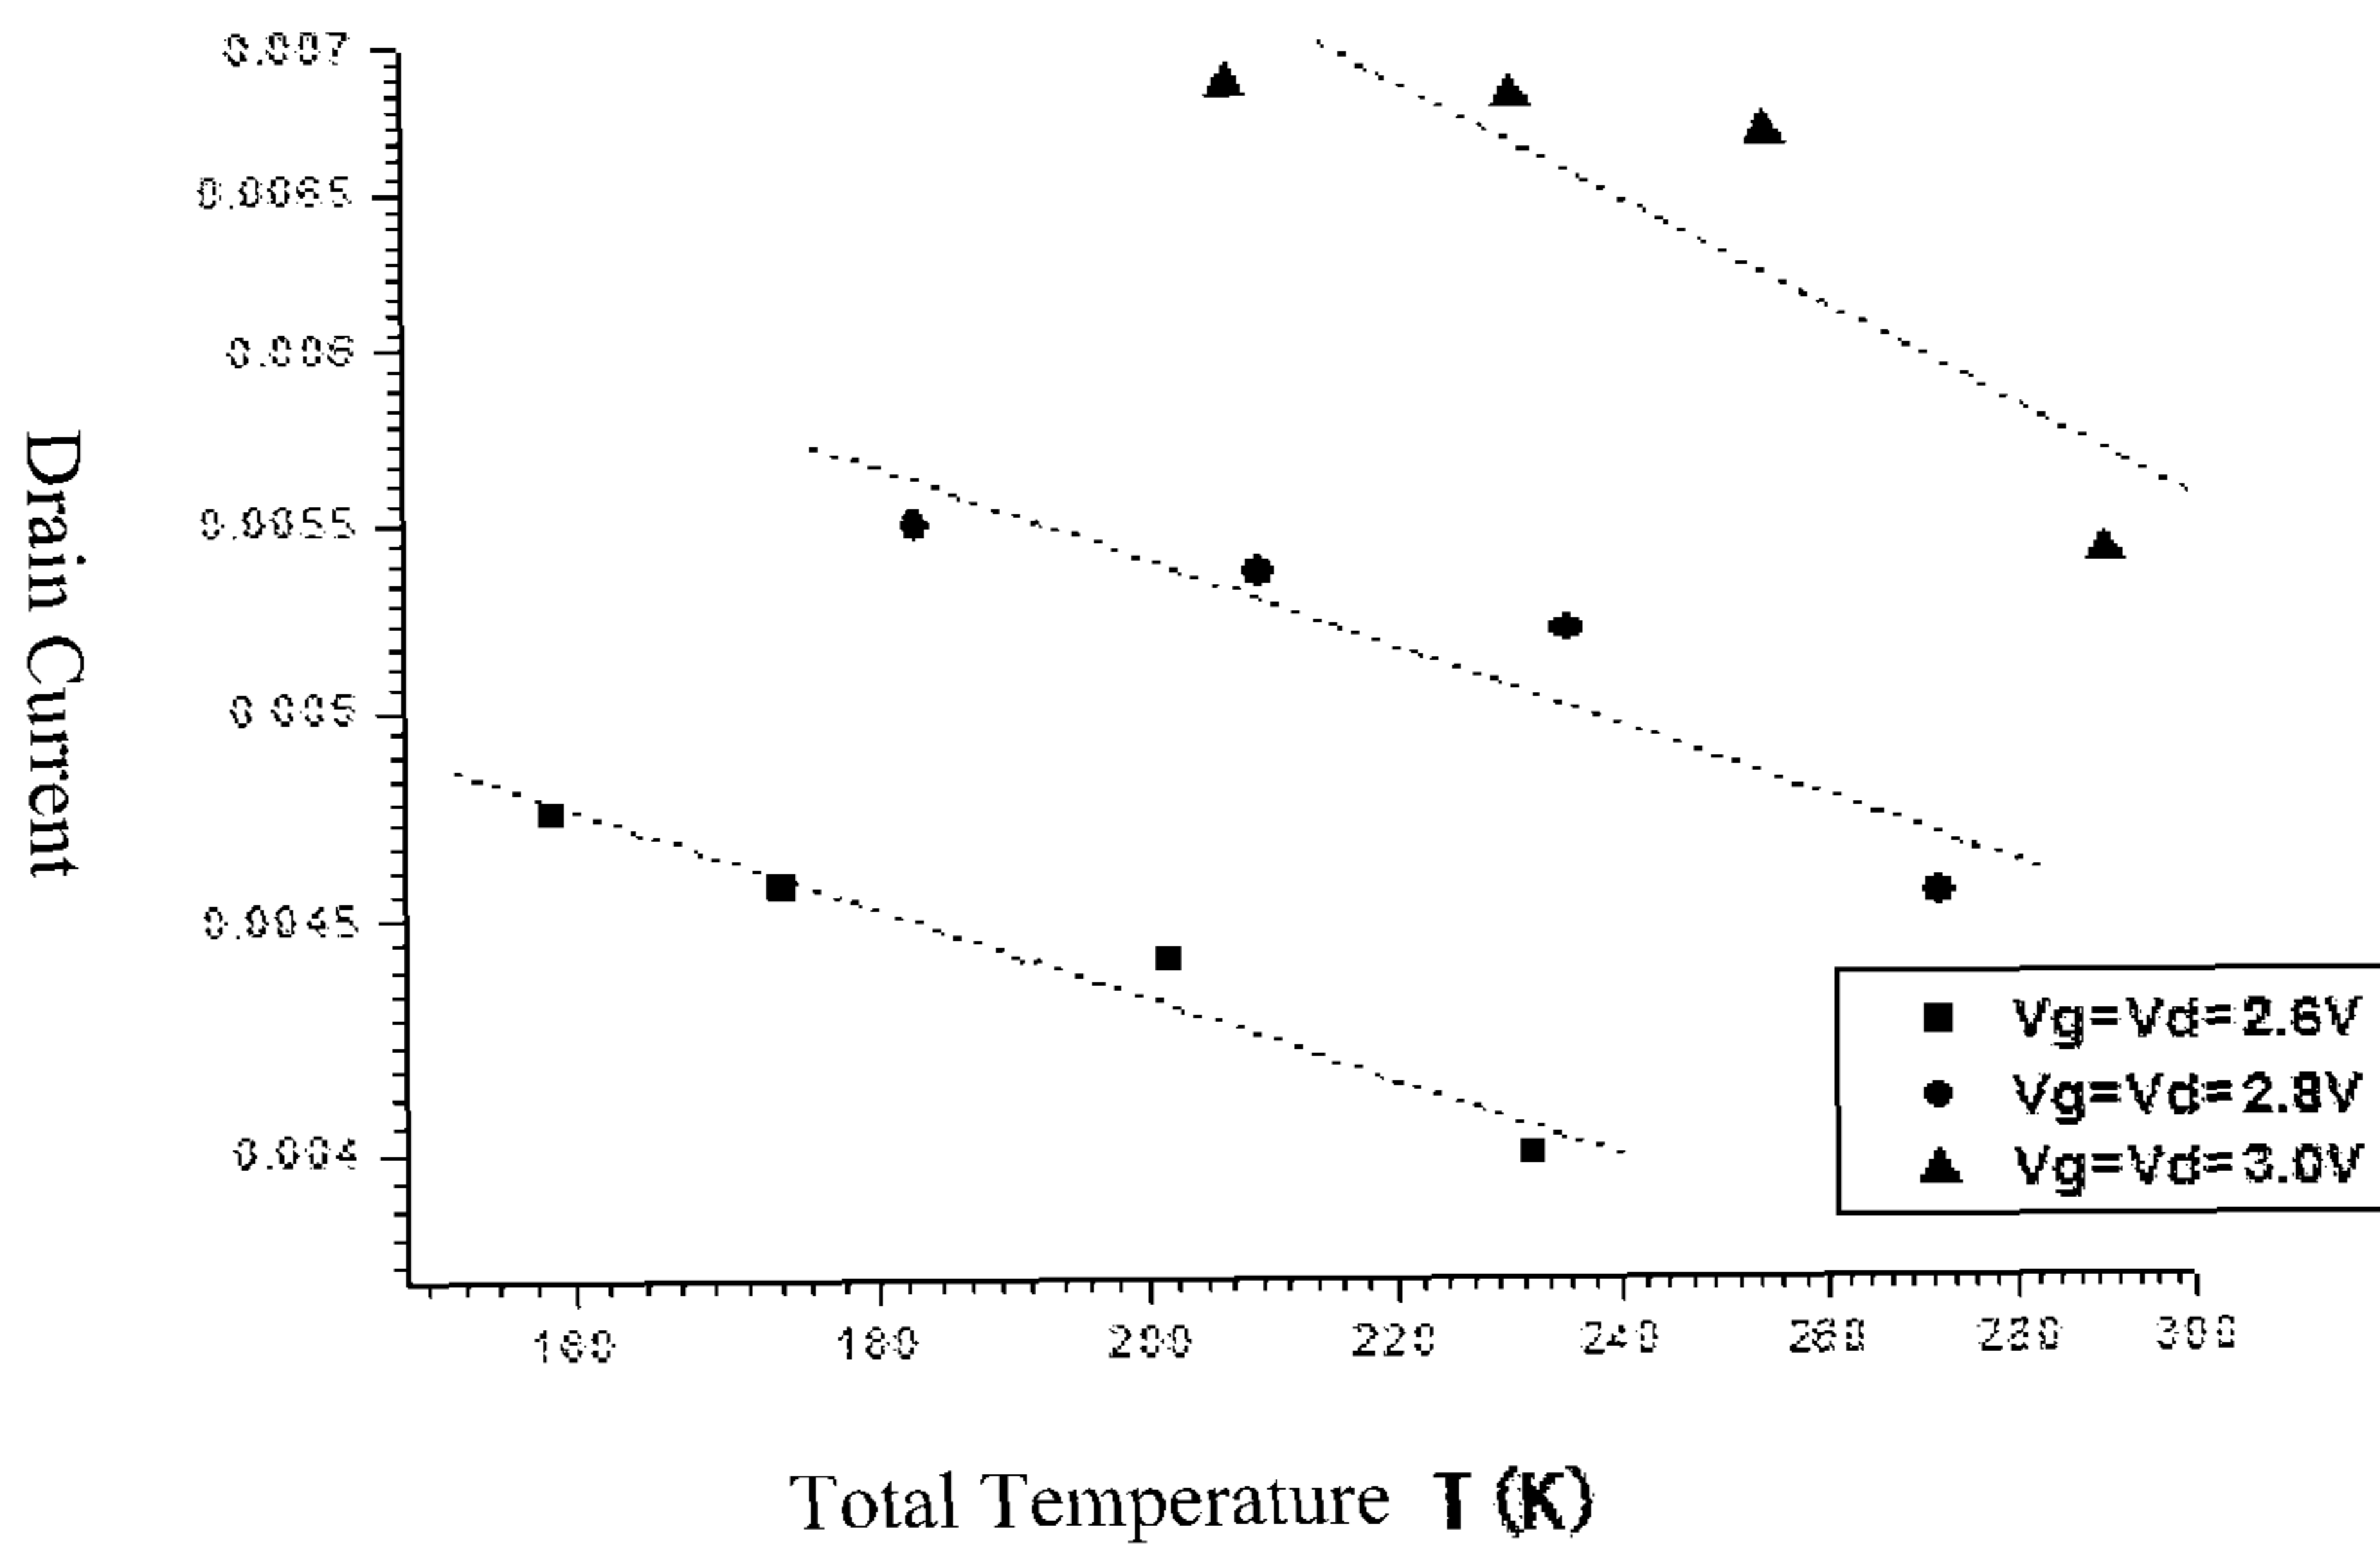 0.007
0.0065
0.006
0.0055
0.005
0.0045
0.004
Drain Current
160 180 200 220 240 260 280 300
Total Temperature T (K)
Vg=Vd=2.6V
Vg=Vd=2.8V
Vg=Vd=3.0V